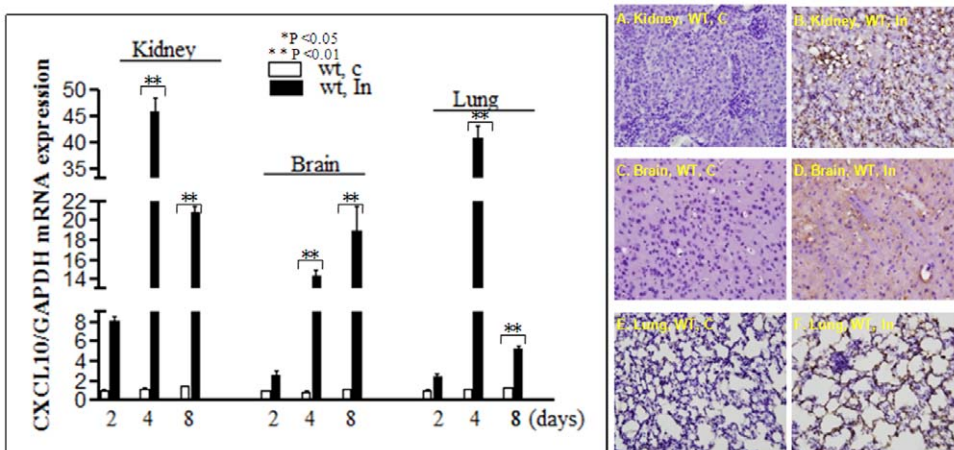 CXCL10/GAPDH mRNA expression
50
45
40
35
22
20
18
16
14
8
6
4
2
0
Kidney
**
**
*P <0.05
**P <0.01
wt, c
wt, In
Brain
**
**
Lung
**
**
2 4 8 2 4 8 2 4 8 (days)
A. Kidney, WT, C
B. Kidney, WT, In
C. Brain, WT, C
D. Brain, WT, In
E. Lung, WT, C
F. Lung, WT, In